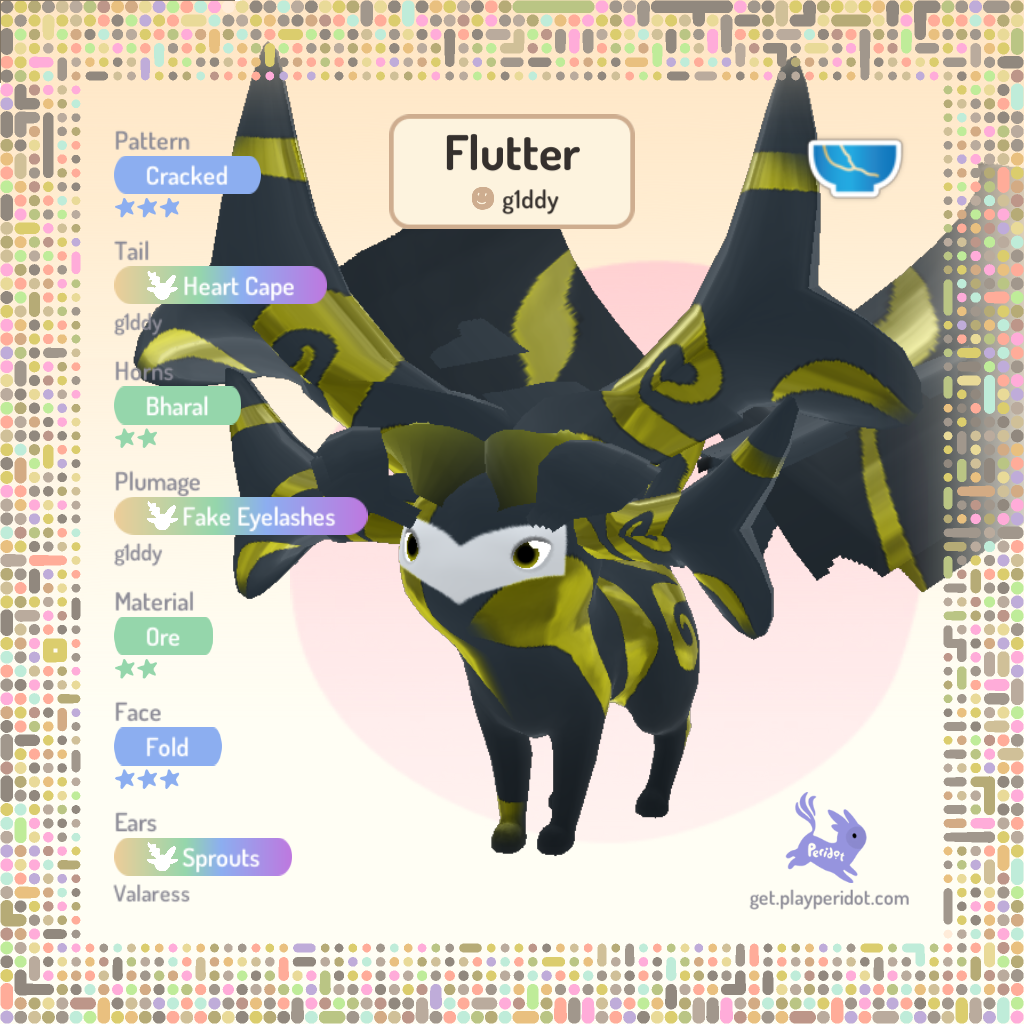 Flutter
g1ddy
Pattern
Cracked
Tail
Heart Cape
g1ddy
Horns
Bharal
Plumage
Fake Eyelashes
g1ddy
Material
Ore
Face
Fold
Ears
Sprouts
Valaress
Peridot
get.playperidot.com